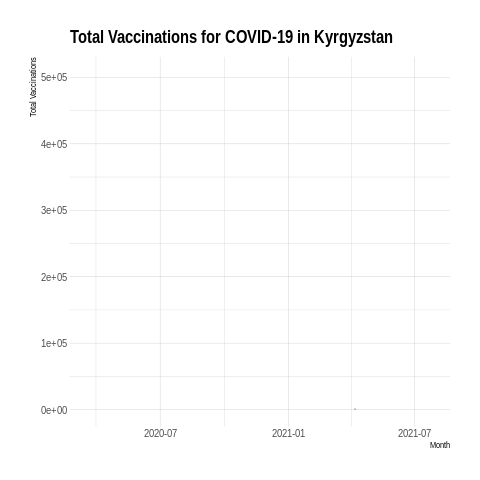 Total Vaccinations for COVID-19 in Kyrgyzstan
Total Vaccinations
5e+05
4e+05
3e+05
2e+05
1e+05
0e+00
2020-07 2021-01 2021-07
Month